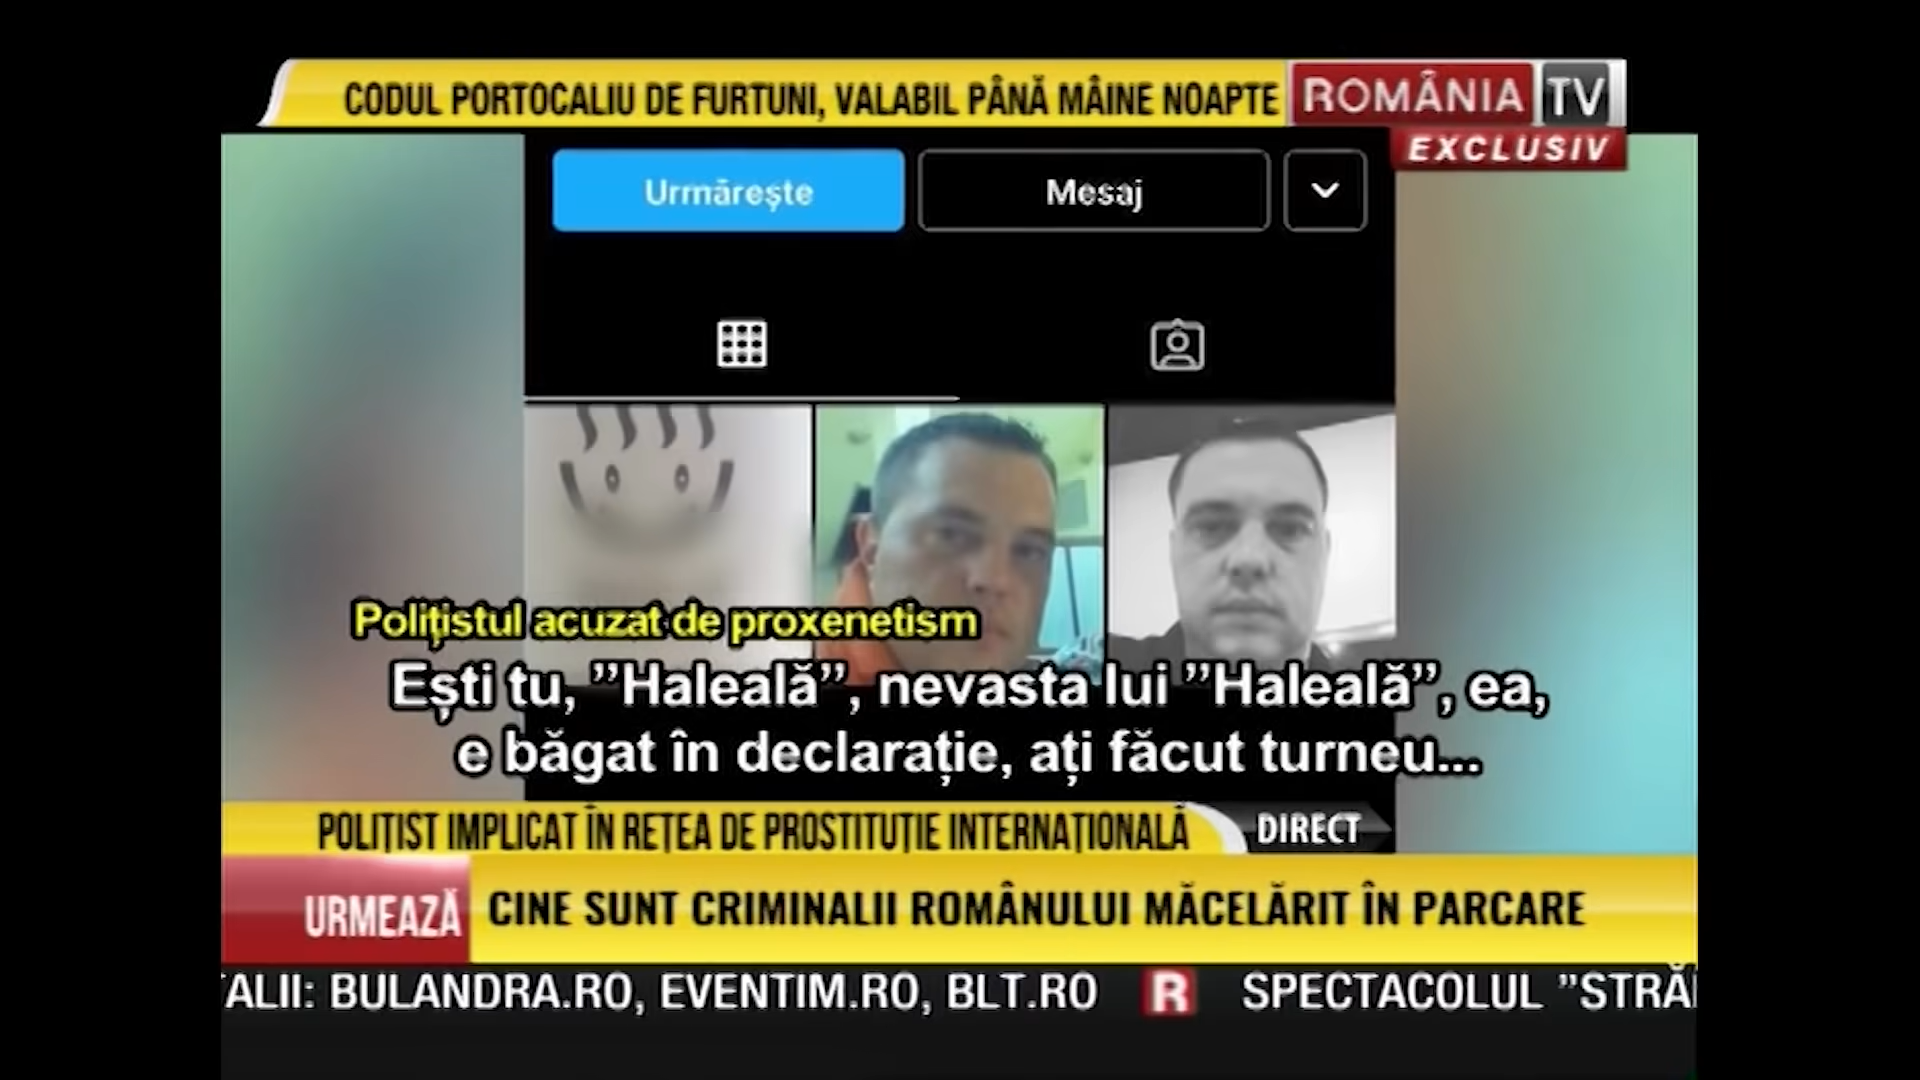 CODUL PORTOCALIU DE FURTUNI, VALABIL PÂNĂ MÂINE NOAPTE
ROMÂNIA TV
EXCLUSIV
Urmărește
Mesaj
Polițistul acuzat de proxenetism
Ești tu, ”Haleală”, nevasta lui ”Haleală”, ea,
e băgat în declarație, ați făcut turneu...
POLIȚIST IMPLICAT ÎN REȚEA DE PROSTITUȚIE INTERNAȚIONALĂ
DIRECT
URMEAZĂ
CINE SUNT CRIMINALII ROMÂNULUI MĂCELĂRIT ÎN PARCARE
TALII: BULANDRA.RO, EVENTIM.RO, BLT.RO R SPECTACOLUL ”STRĂ